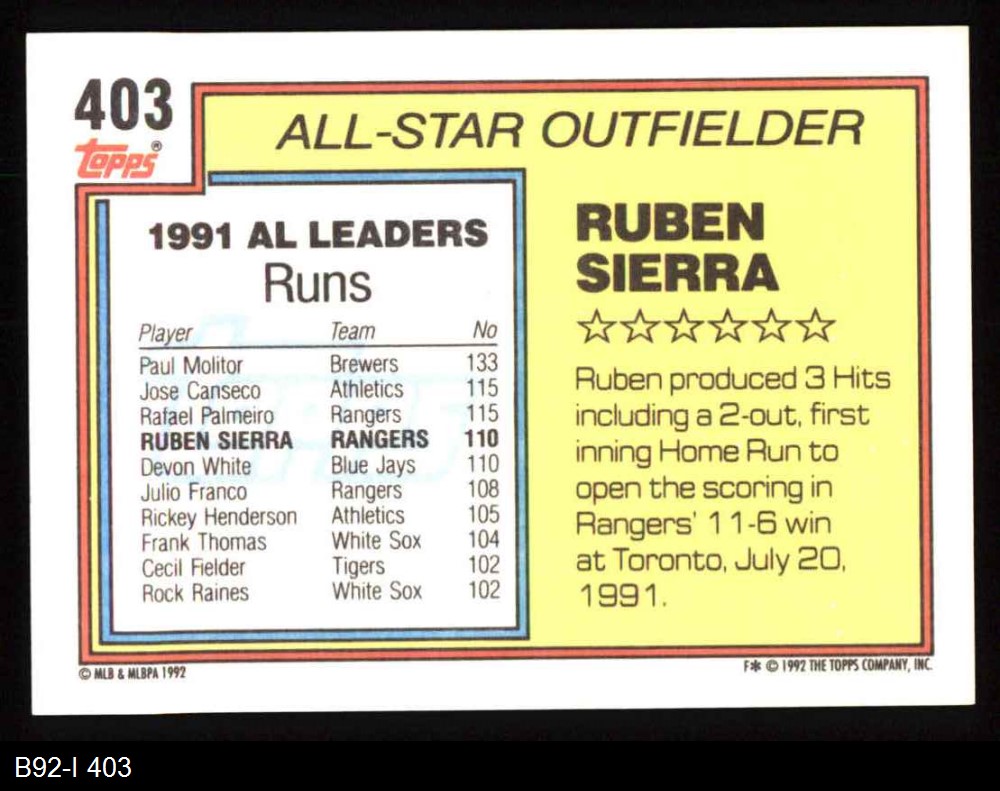 403
topps®
ALL-STAR OUTFIELDER
1991 AL LEADERS
Runs
Player Team No
Paul Molitor Brewers 133
Jose Canseco Athletics 115
Rafael Palmeiro Rangers 115
RUBEN SIERRA RANGERS 110
Devon White Blue Jays 110
Julio Franco Rangers 108
Rickey Henderson Athletics 105
Frank Thomas White Sox 104
Cecil Fielder Tigers 102
Rock Raines White Sox 102
RUBEN
SIERRA
☆☆☆☆☆☆
Ruben produced 3 Hits
including a 2-out, first
inning Home Run to
open the scoring in
Rangers' 11-6 win
at Toronto, July 20,
1991.
© MLB & MLBPA 1992
F* © 1992 THE TOPPS COMPANY, INC.
B92-I 403